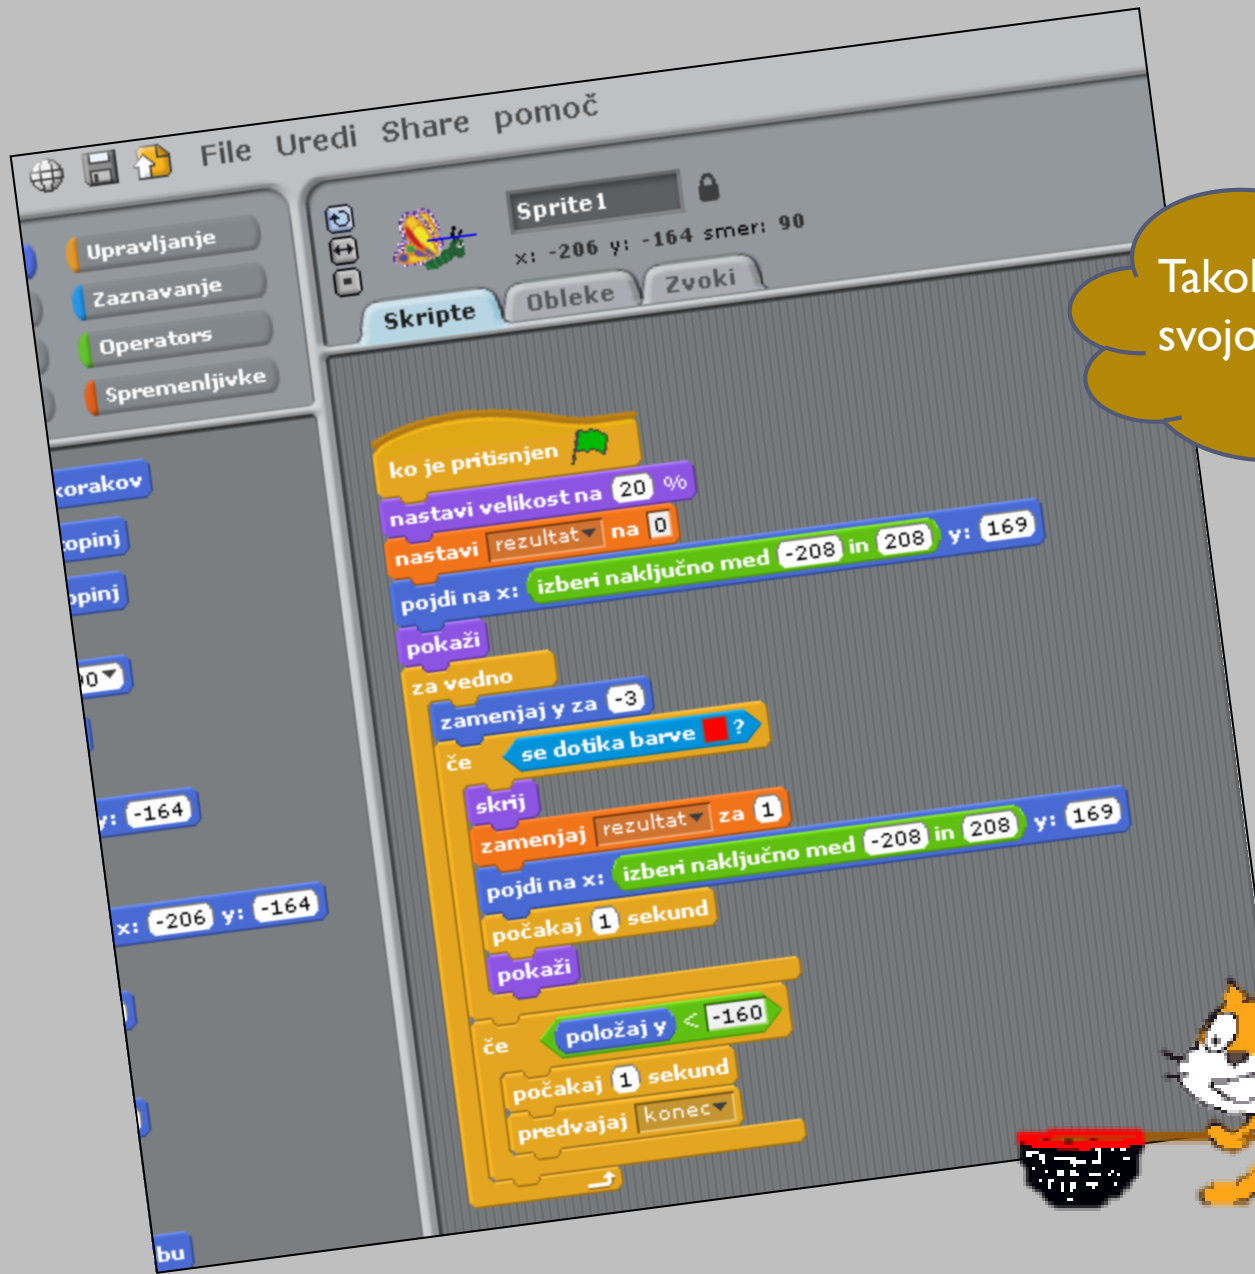 File Uredi Share pomoč
Sprite1
x: -206 y: -164 smer: 90
Upravljanje
Zaznavanje
Operators
Spremenljivke
Skripte Obleke Zvoki
korakov
y: -164
x: -206 y: -164
ko je pritisnjen
nastavi velikost na 20 %
nastavi rezultat na 0
pojdi na x: izberi naključno med -208 in 208 y: 169
pokaži
za vedno
zamenjaj y za -3
če se dotika barve ?
skrij
zamenjaj rezultat za 1
pojdi na x: izberi naključno med -208 in 208 y: 169
počakaj 1 sekund
pokaži
če položaj y < -160
počakaj 1 sekund
predvajaj konec